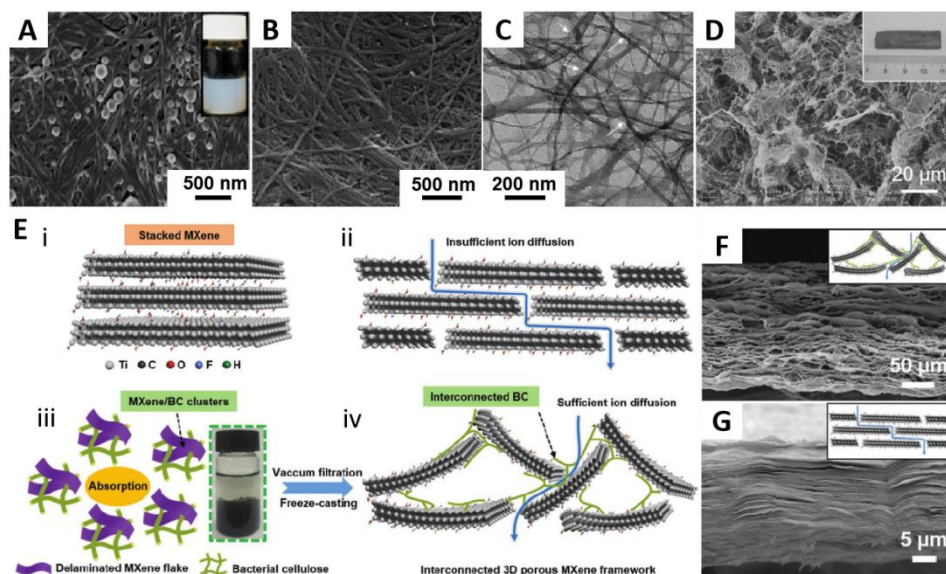 A
500 nm
B
500 nm
C
200 nm
D
20 µm
E
i
Stacked MXene
Ti C O F H
ii
Insufficient ion diffusion
iii
MXene/BC clusters
Absorption
Delaminated MXene flake
Bacterial cellulose
Vaccum filtration
Freeze-casting
iv
Interconnected BC
Sufficient ion diffusion
Interconnected 3D porous MXene framework
F
50 µm
G
5 µm